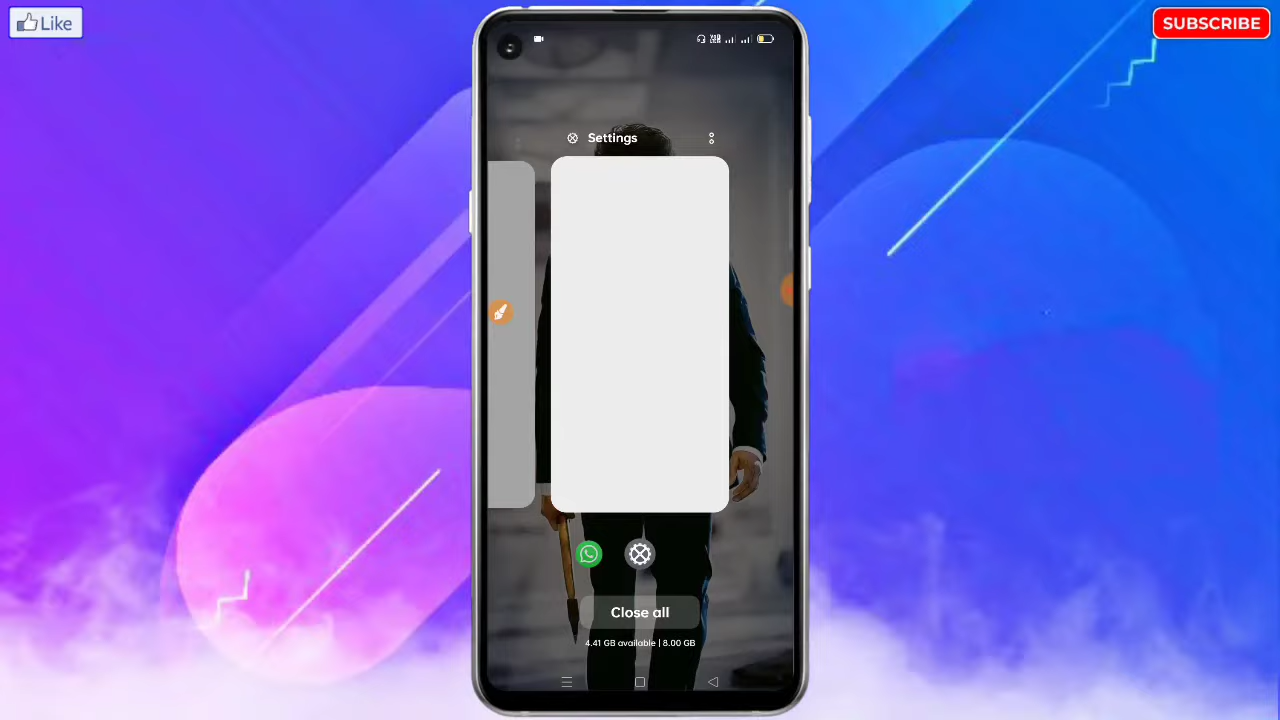 Like
SUBSCRIBE
Settings
Close all
4.41 GB available | 8.00 GB